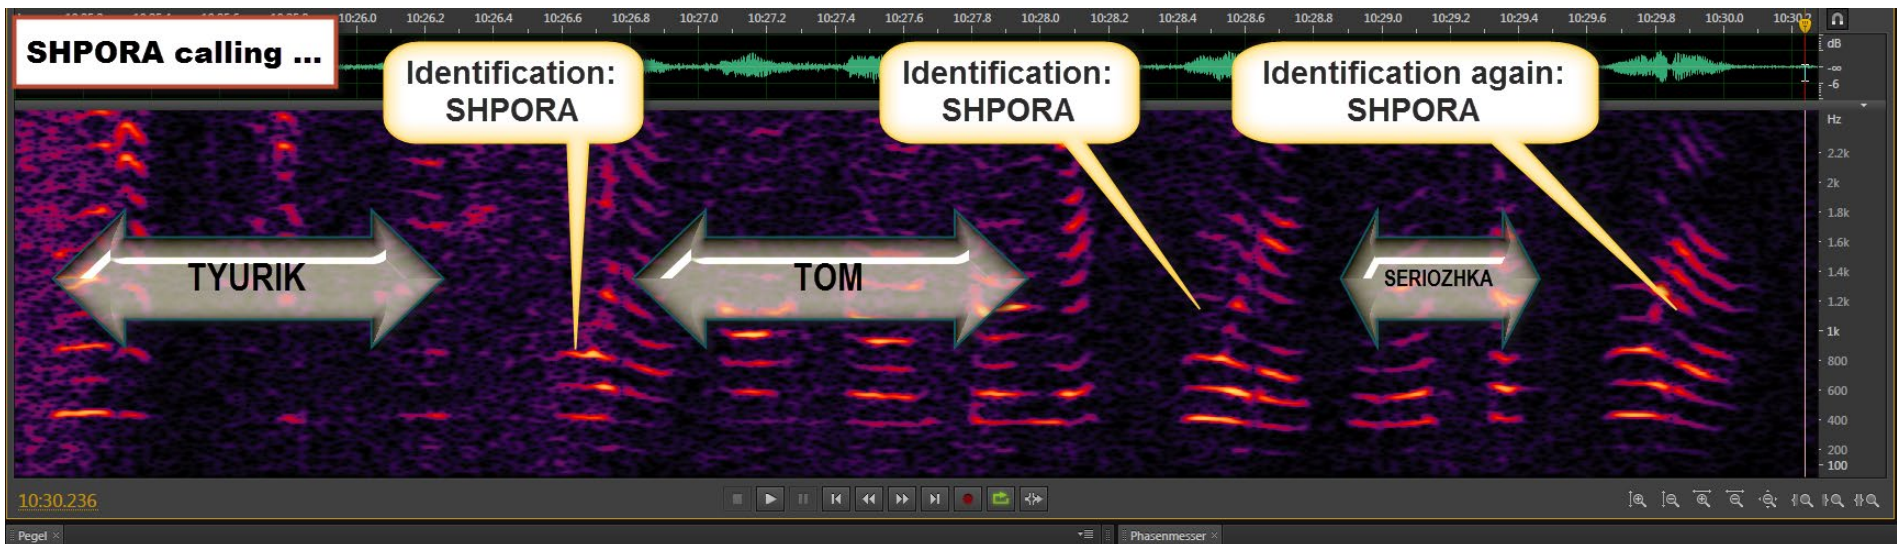 10:26.0 10:26.2 10:26.4 10:26.6 10:26.8 10:27.0 10:27.2 10:27.4 10:27.6 10:27.8 10:28.0 10:28.2 10:28.4 10:28.6 10:28.8 10:29.0 10:29.2 10:29.4 10:29.6 10:29.8 10:30.0
SHPORA calling ...
Identification:
SHPORA
Identification:
SHPORA
Identification again:
SHPORA
dB
-∞
-6
Hz
2.2k
2k
1.8k
1.6k
1.4k
1.2k
1k
800
600
400
200
100
TYURIK
TOM
SERIOZHKA
10:30.236
Pegel
Phasenmesser